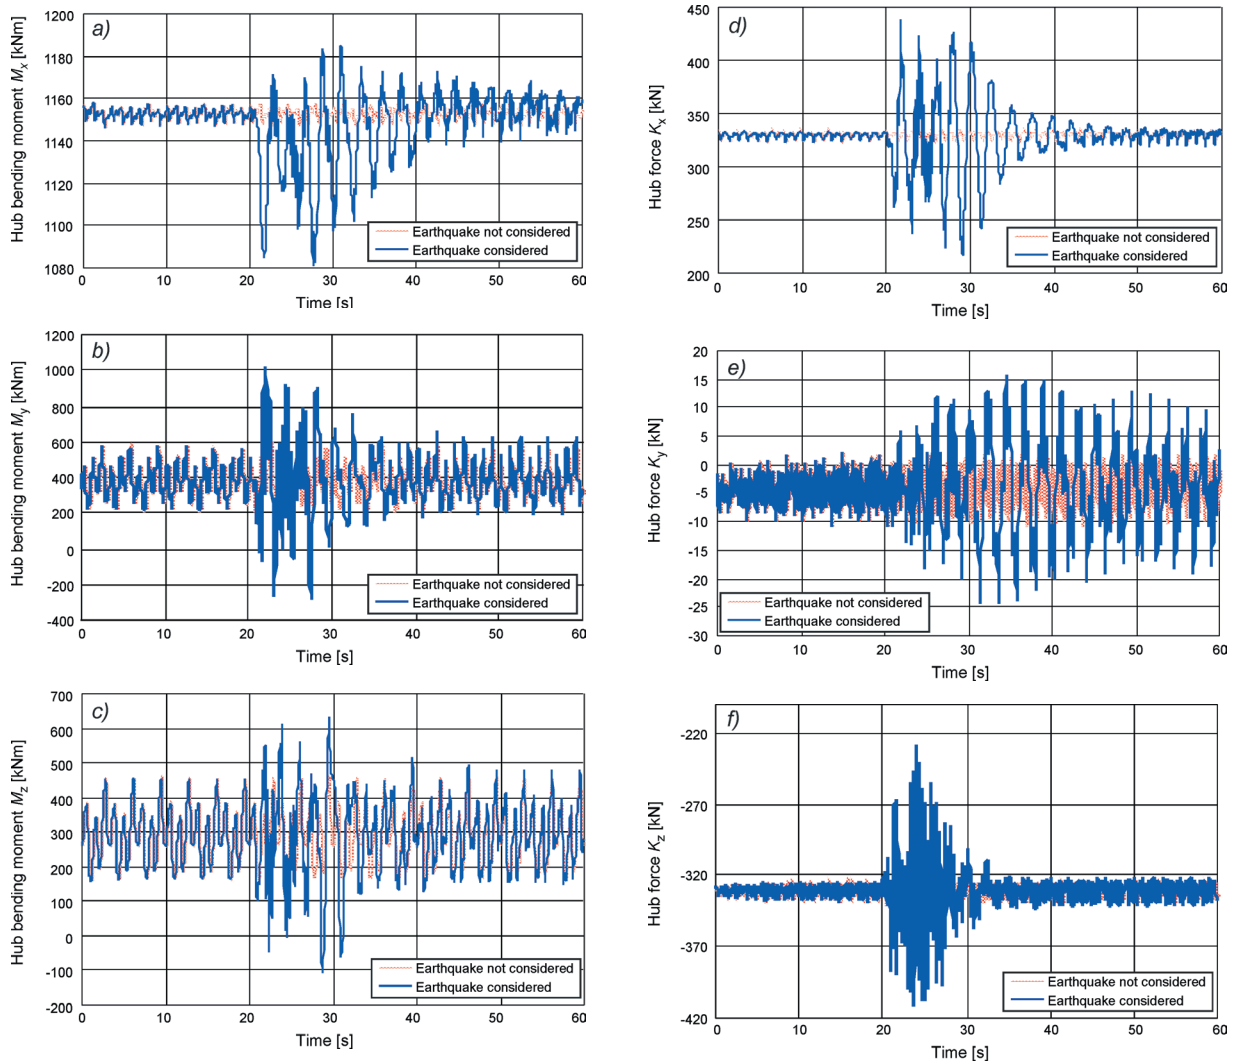 a)
Hub bending moment Mx [kNm]
1200
1180
1160
1140
1120
1100
1080
0 10 20 30 40 50 60
Time [s]
Earthquake not considered
Earthquake considered
b)
Hub bending moment My [kNm]
1200
1000
800
600
400
200
0
-200
-400
0 10 20 30 40 50 60
Time [s]
Earthquake not considered
Earthquake considered
c)
Hub bending moment Mz [kNm]
700
600
500
400
300
200
100
0
-100
-200
0 10 20 30 40 50 60
Time [s]
Earthquake not considered
Earthquake considered
d)
Hub force Kx [kN]
450
400
350
300
250
200
0 10 20 30 40 50 60
Time [s]
Earthquake not considered
Earthquake considered
e)
Hub force Ky [kN]
20
15
10
5
0
-5
-10
-15
-20
-25
-30
0 10 20 30 40 50 60
Time [s]
Earthquake not considered
Earthquake considered
f)
Hub force Kz [kN]
-220
-270
-320
-370
-420
0 10 20 30 40 50 60
Time [s]
Earthquake not considered
Earthquake considered